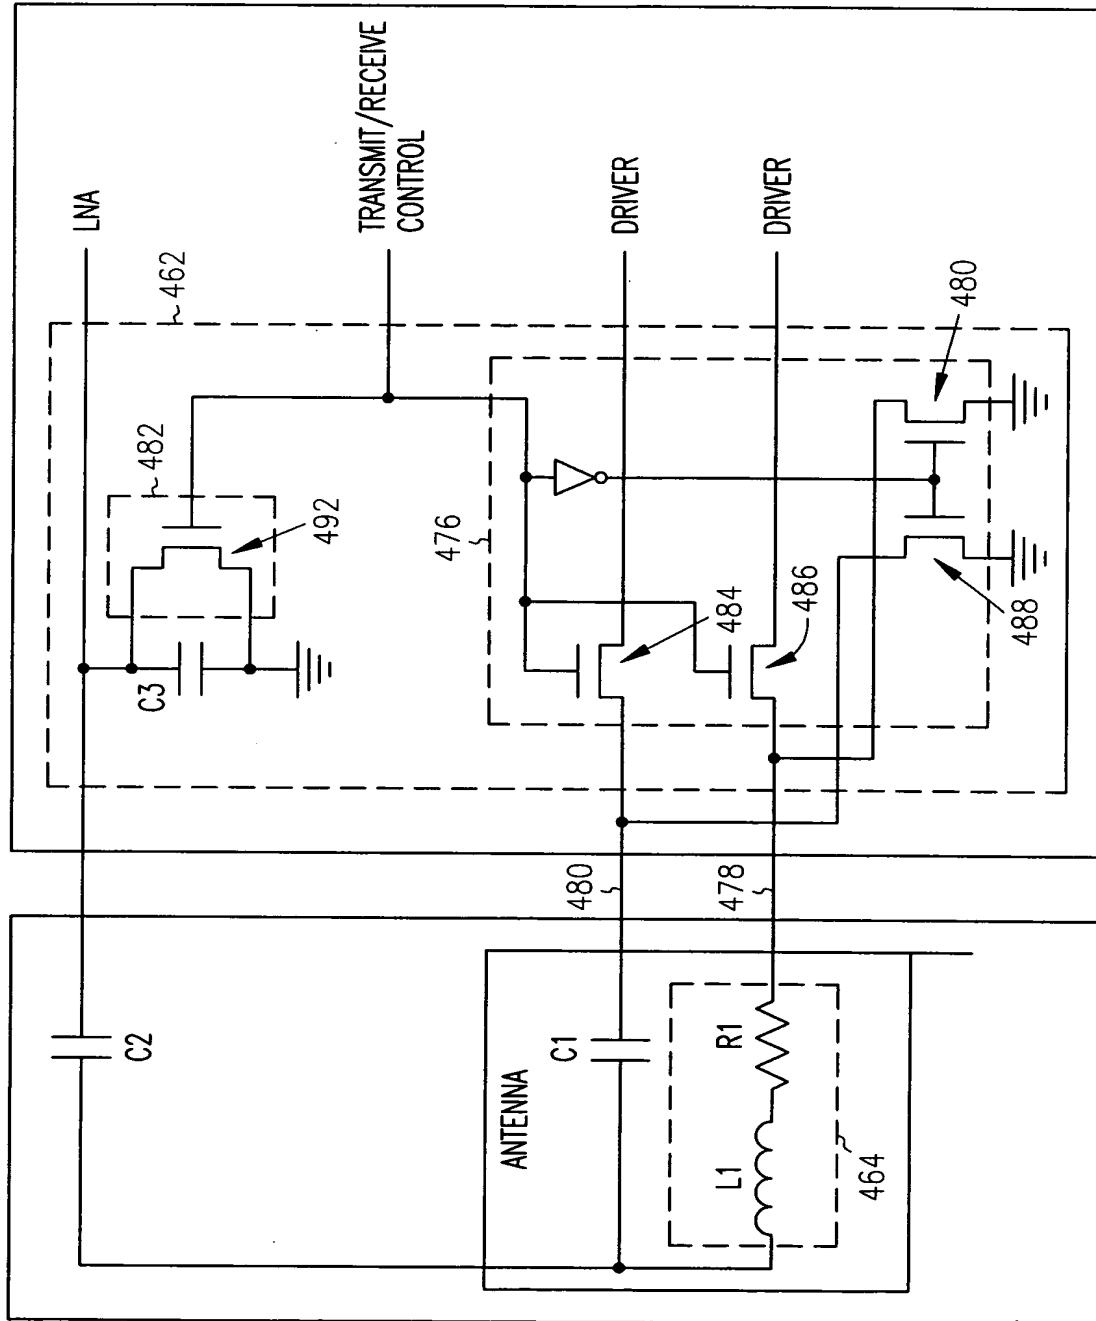 LNA
TRANSMIT/RECEIVE
CONTROL
DRIVER
DRIVER
462
482
492
C3
476
484
486
480
488
480
478
C2
C1
ANTENNA
R1
L1
464